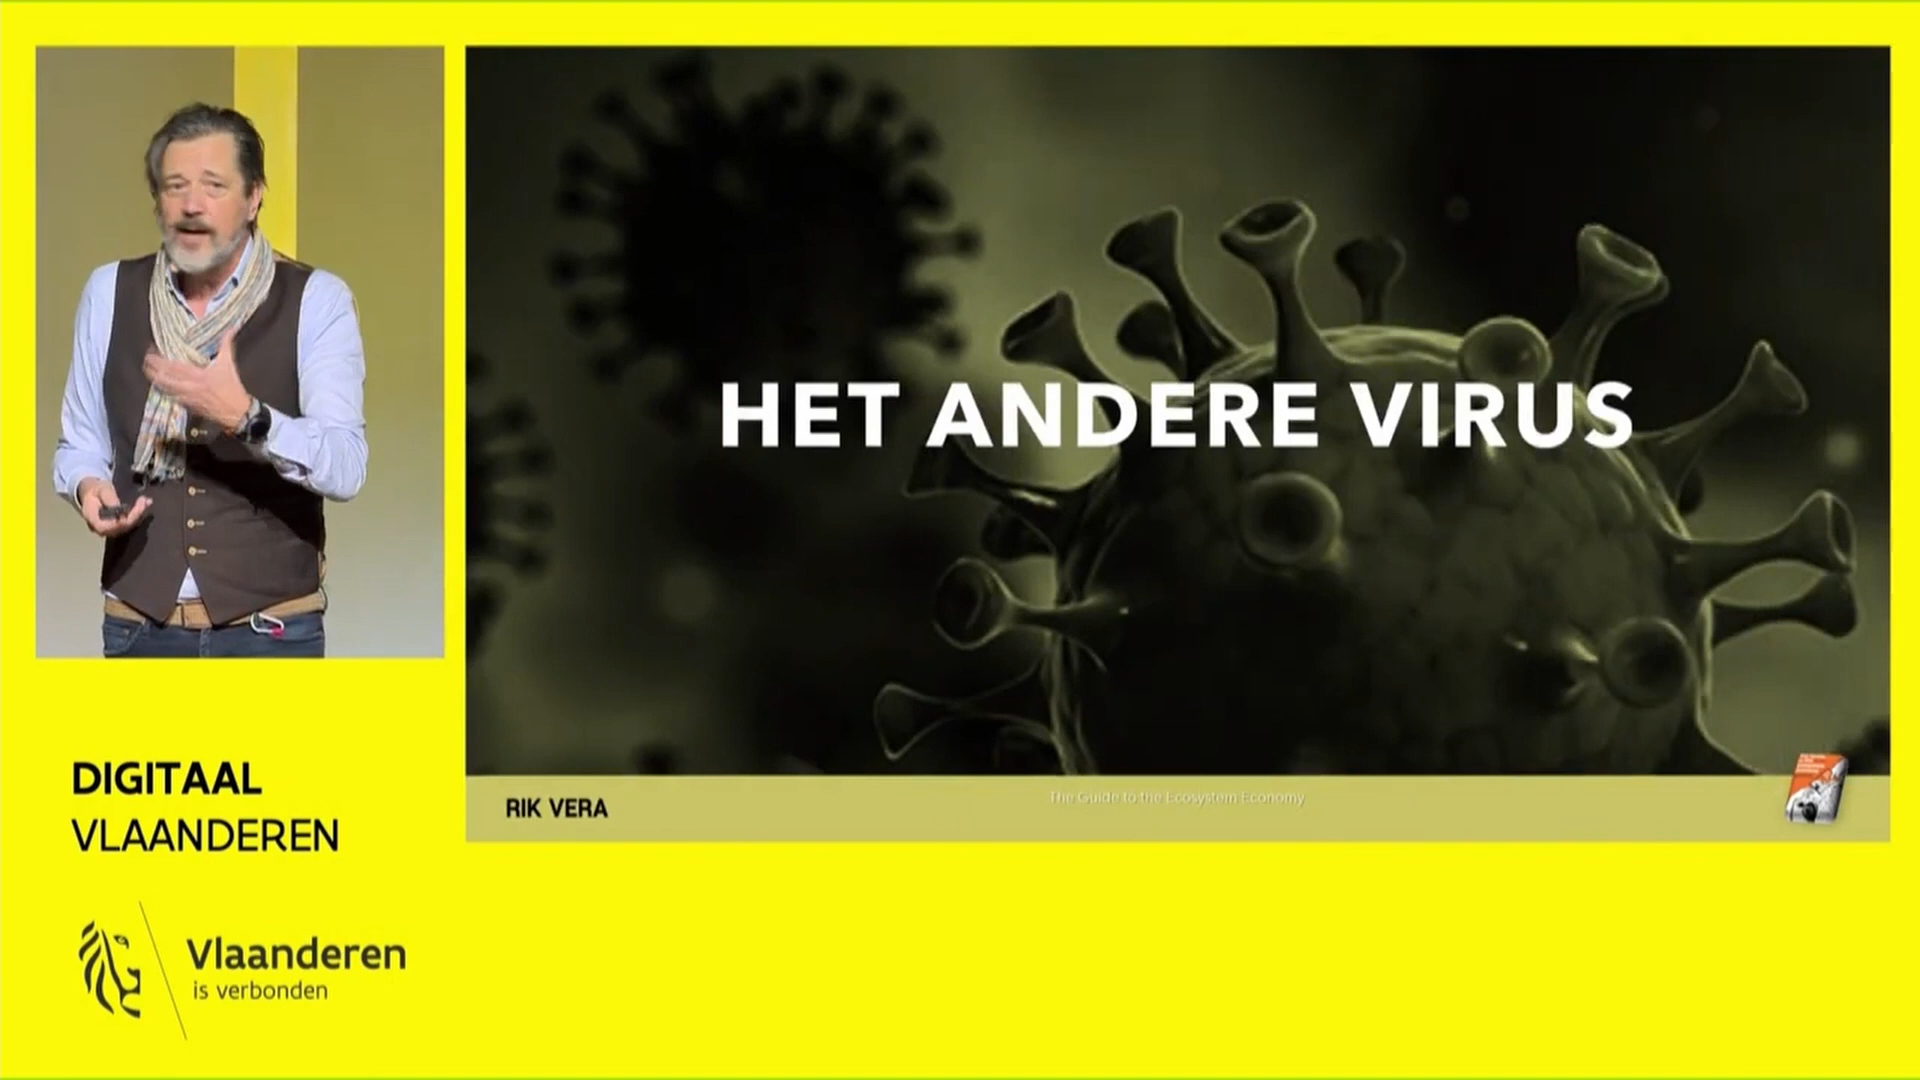 HET ANDERE VIRUS
RIK VERA
The Guide to the Ecosystem Economy
DIGITAAL
VLAANDEREN
Vlaanderen
is verbonden